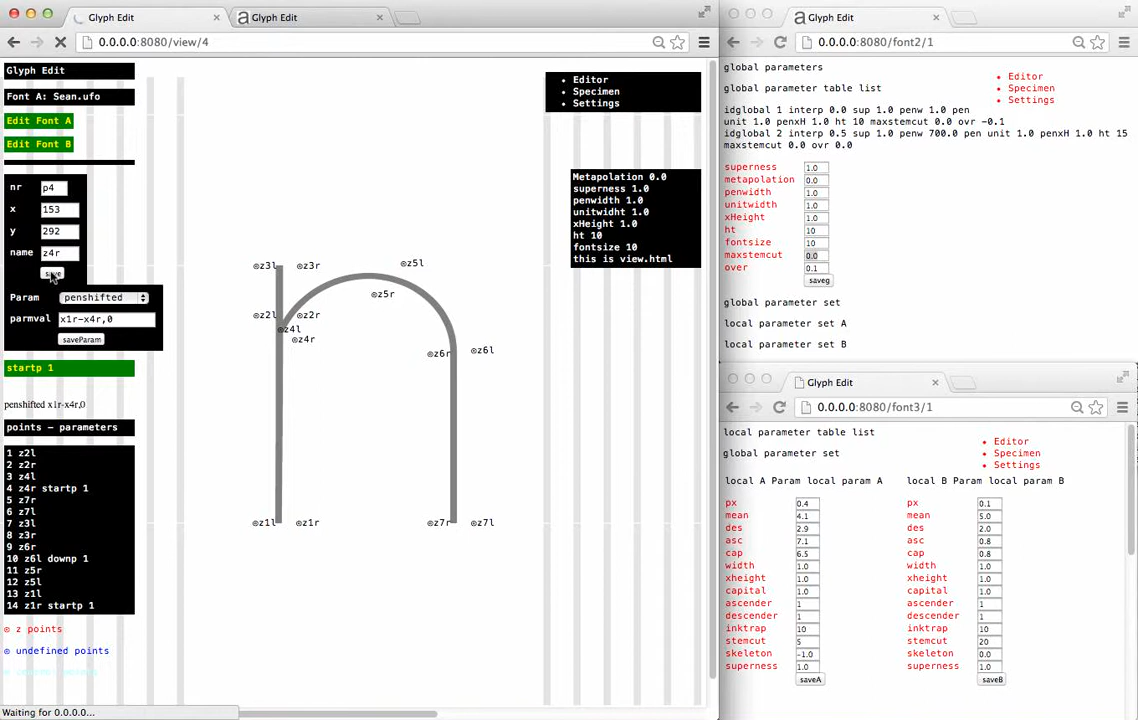 Glyph Edit
Glyph Edit
0.0.0.0:8080/view/4
Glyph Edit
Font A: Sean.ufo
Edit Font A
Edit Font B
nr p4
x 153
y 292
name z4r
save
Param penshifted
parmval x1r-x4r,0
saveParam
startp 1
penshifted x1r-x4r,0
points - parameters
1 z2l
2 z2r
3 z4l
4 z4r startp 1
5 z7r
6 z7l
7 z3l
8 z3r
9 z6r
10 z6l downp 1
11 z5r
12 z5l
13 z1l
14 z1r startp 1
z points
undefined points
Waiting for 0.0.0.0...
z3l z3r z5l
z5r
z2l z2r
z4l
z4r
z6r z6l
z1l z1r z7r z7l
• Editor
• Specimen
• Settings
Metapolation 0.0
superness 1.0
penwidth 1.0
unitwidht 1.0
xHeight 1.0
ht 10
fontsize 10
this is view.html
Glyph Edit
0.0.0.0:8080/font2/1
global parameters
global parameter table list
• Editor
• Specimen
• Settings
idglobal 1 interp 0.0 sup 1.0 penw 1.0 pen
unit 1.0 penxH 1.0 ht 10 maxstemcut 0.0 ovr -0.1
idglobal 2 interp 0.5 sup 1.0 penw 700.0 pen unit 1.0 penxH 1.0 ht 15
maxstemcut 0.0 ovr 0.0
superness 1.0
metapolation 0.0
penwidth 1.0
unitwidth 1.0
xHeight 1.0
ht 10
fontsize 10
maxstemcut 0.0
over 0.1
saveg
global parameter set
local parameter set A
local parameter set B
Glyph Edit
0.0.0.0:8080/font3/1
local parameter table list
global parameter set
• Editor
• Specimen
• Settings
local A Param local param A
px 0.4
mean 4.1
des 2.9
asc 7.1
cap 6.5
width 1.0
xheight 1.0
capital 1.0
ascender 1
descender 1
inktrap 10
stemcut 5
skeleton -1.0
superness 1.0
saveA
local B Param local param B
px 0.1
mean 5.0
des 2.0
asc 0.8
cap 0.8
width 1.0
xheight 1.0
capital 1.0
ascender 1
descender 1
inktrap 10
stemcut 20
skeleton 0.0
superness 1.0
saveB